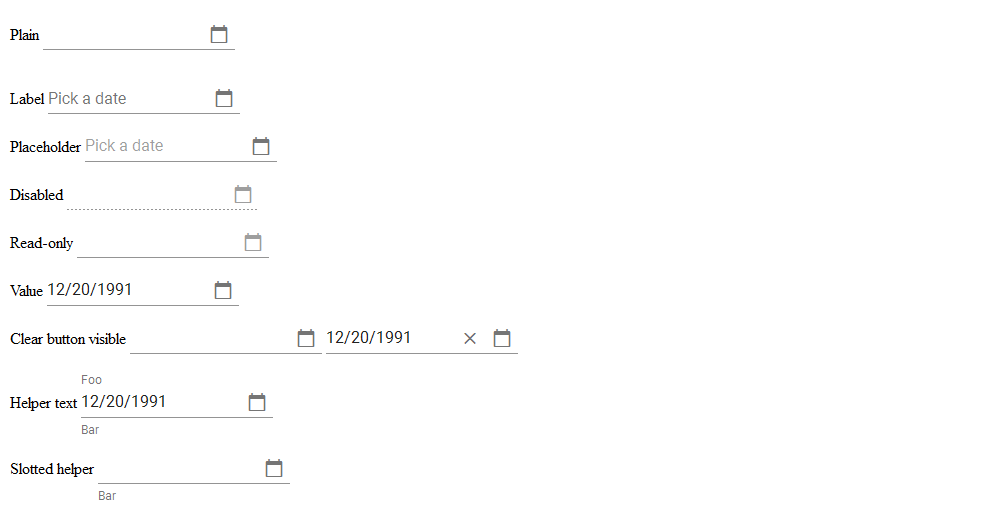 Plain
Label Pick a date
Placeholder Pick a date
Disabled
Read-only
Value 12/20/1991
Clear button visible 12/20/1991
Foo
Helper text 12/20/1991
Bar
Slotted helper
Bar